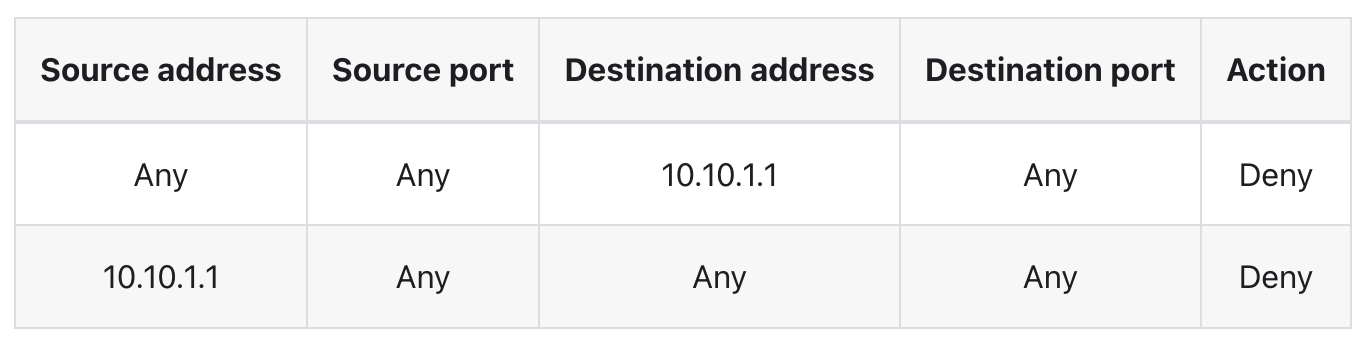 Source address Source port Destination address Destination port Action
Any Any 10.10.1.1 Any Deny
10.10.1.1 Any Any Any Deny